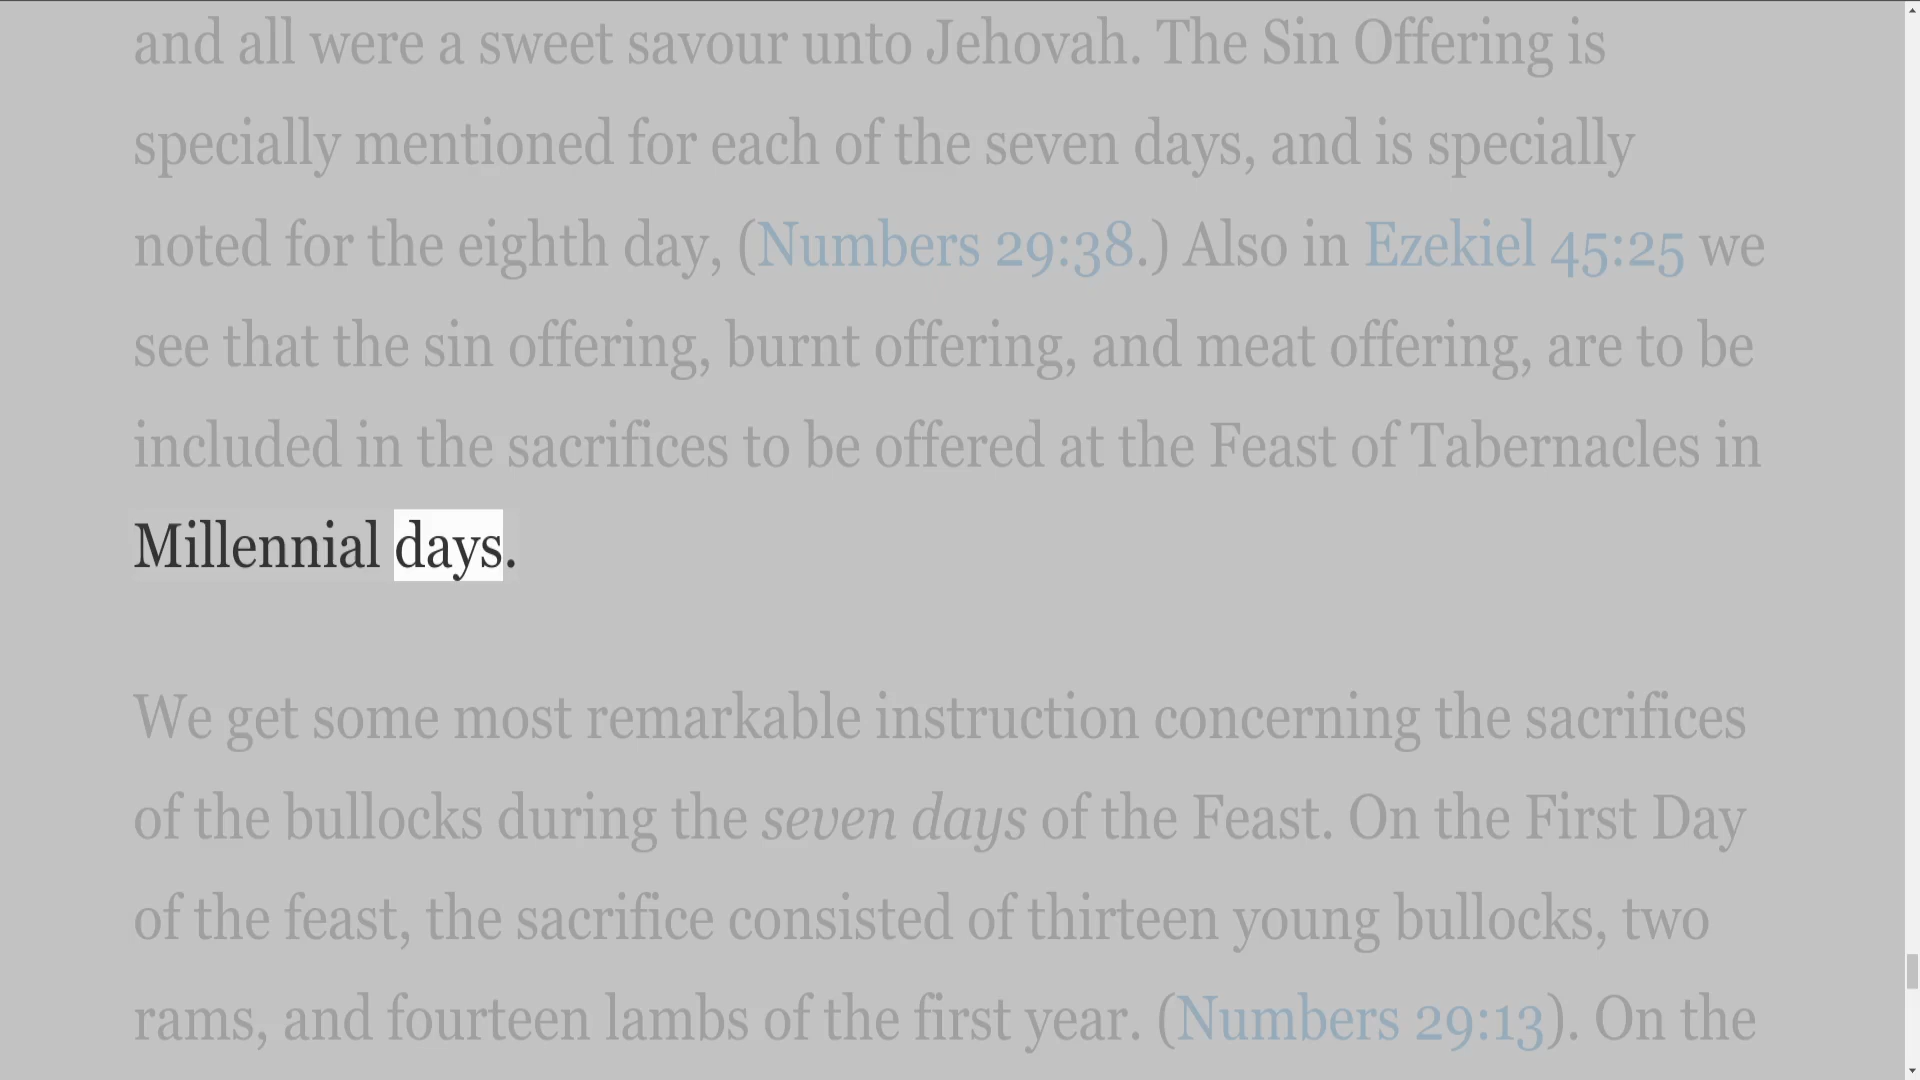 and all were a sweet savour unto Jehovah. The Sin Offering is
specially mentioned for each of the seven days, and is specially
noted for the eighth day, (Numbers 29:38.) Also in Ezekiel 45:25 we
see that the sin offering, burnt offering, and meat offering, are to be
included in the sacrifices to be offered at the Feast of Tabernacles in
Millennial days.
We get some most remarkable instruction concerning the sacrifices
of the bullocks during the seven days of the Feast. On the First Day
of the feast, the sacrifice consisted of thirteen young bullocks, two
rams, and fourteen lambs of the first year. (Numbers 29:13). On the